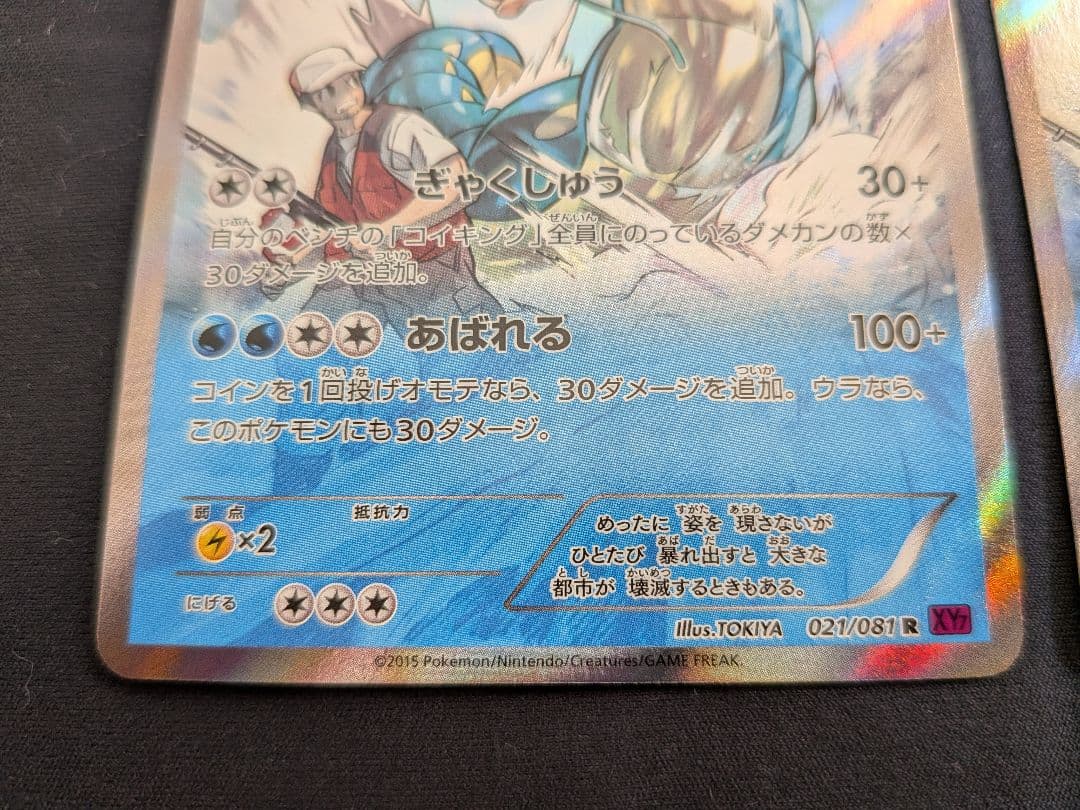 ぎゃくしゅう 30+
自分のベンチの「コイキング」全員にのっているダメカンの数×
30ダメージを追加。
あばれる 100+
コインを1回投げオモテなら、30ダメージを追加。ウラなら、
このポケモンにも30ダメージ。
弱点 抵抗力
×2
にげる
めったに 姿を 現さないが
ひとたび 暴れ出すと 大きな
都市が 壊滅するときもある。
Illus.TOKIYA 021/081 R XY7
©2015 Pokémon/Nintendo/Creatures/GAME FREAK.